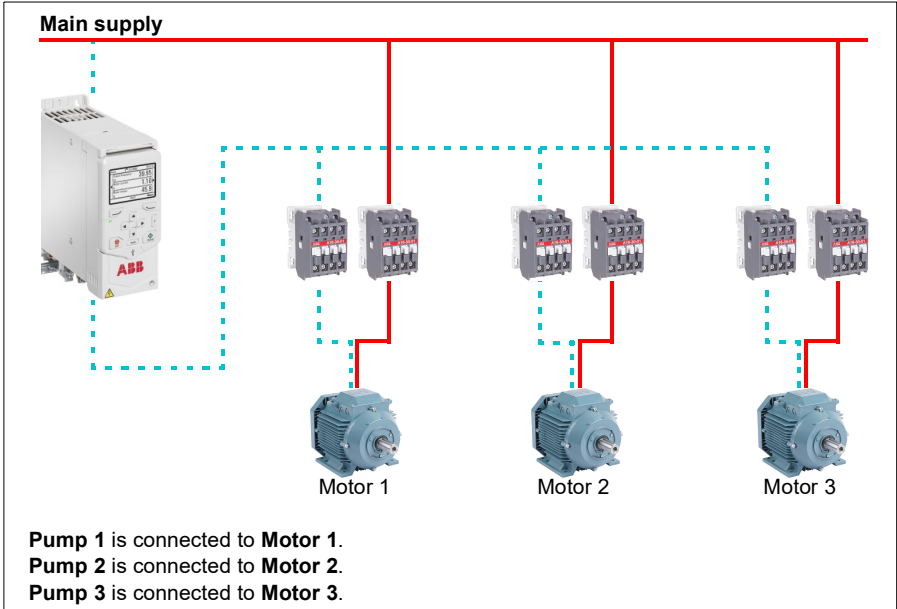 Main supply
ABB
Motor 1
Motor 2
Motor 3
Pump 1 is connected to Motor 1.
Pump 2 is connected to Motor 2.
Pump 3 is connected to Motor 3.